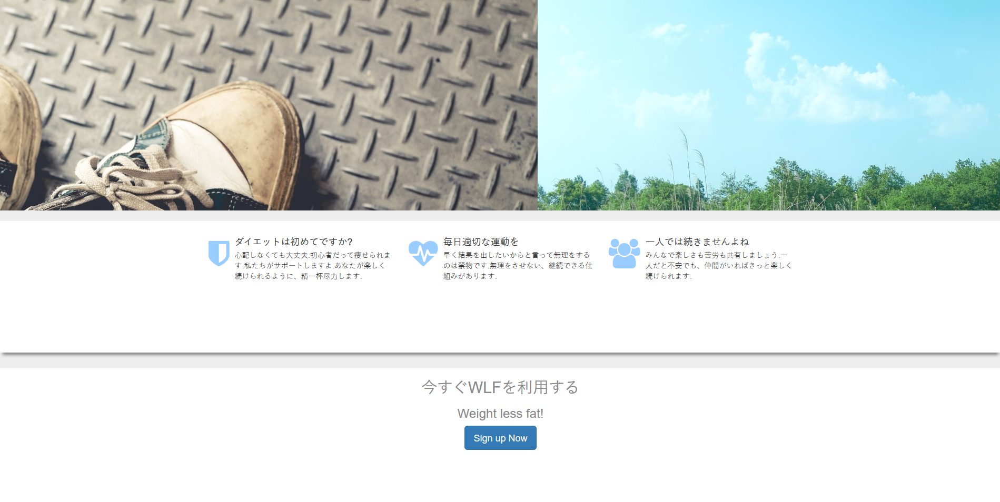 ダイエットは初めてですか?
心配しなくても大丈夫.初心者だって痩せられま
す.私たちがサポートしますよ.あなたが楽しく
続けられるように、精一杯尽力します.
毎日適切な運動を
早く結果を出したいからと言って無理をする
のは禁物です.無理をさせない、継続できる仕
組みがあります.
一人では続きませんよね
みんなで楽しさも苦労も共有しましょう.一
人だと不安でも、仲間がいればきっと楽しく
続けられます.
今すぐWLFを利用する
Weight less fat!
Sign up Now